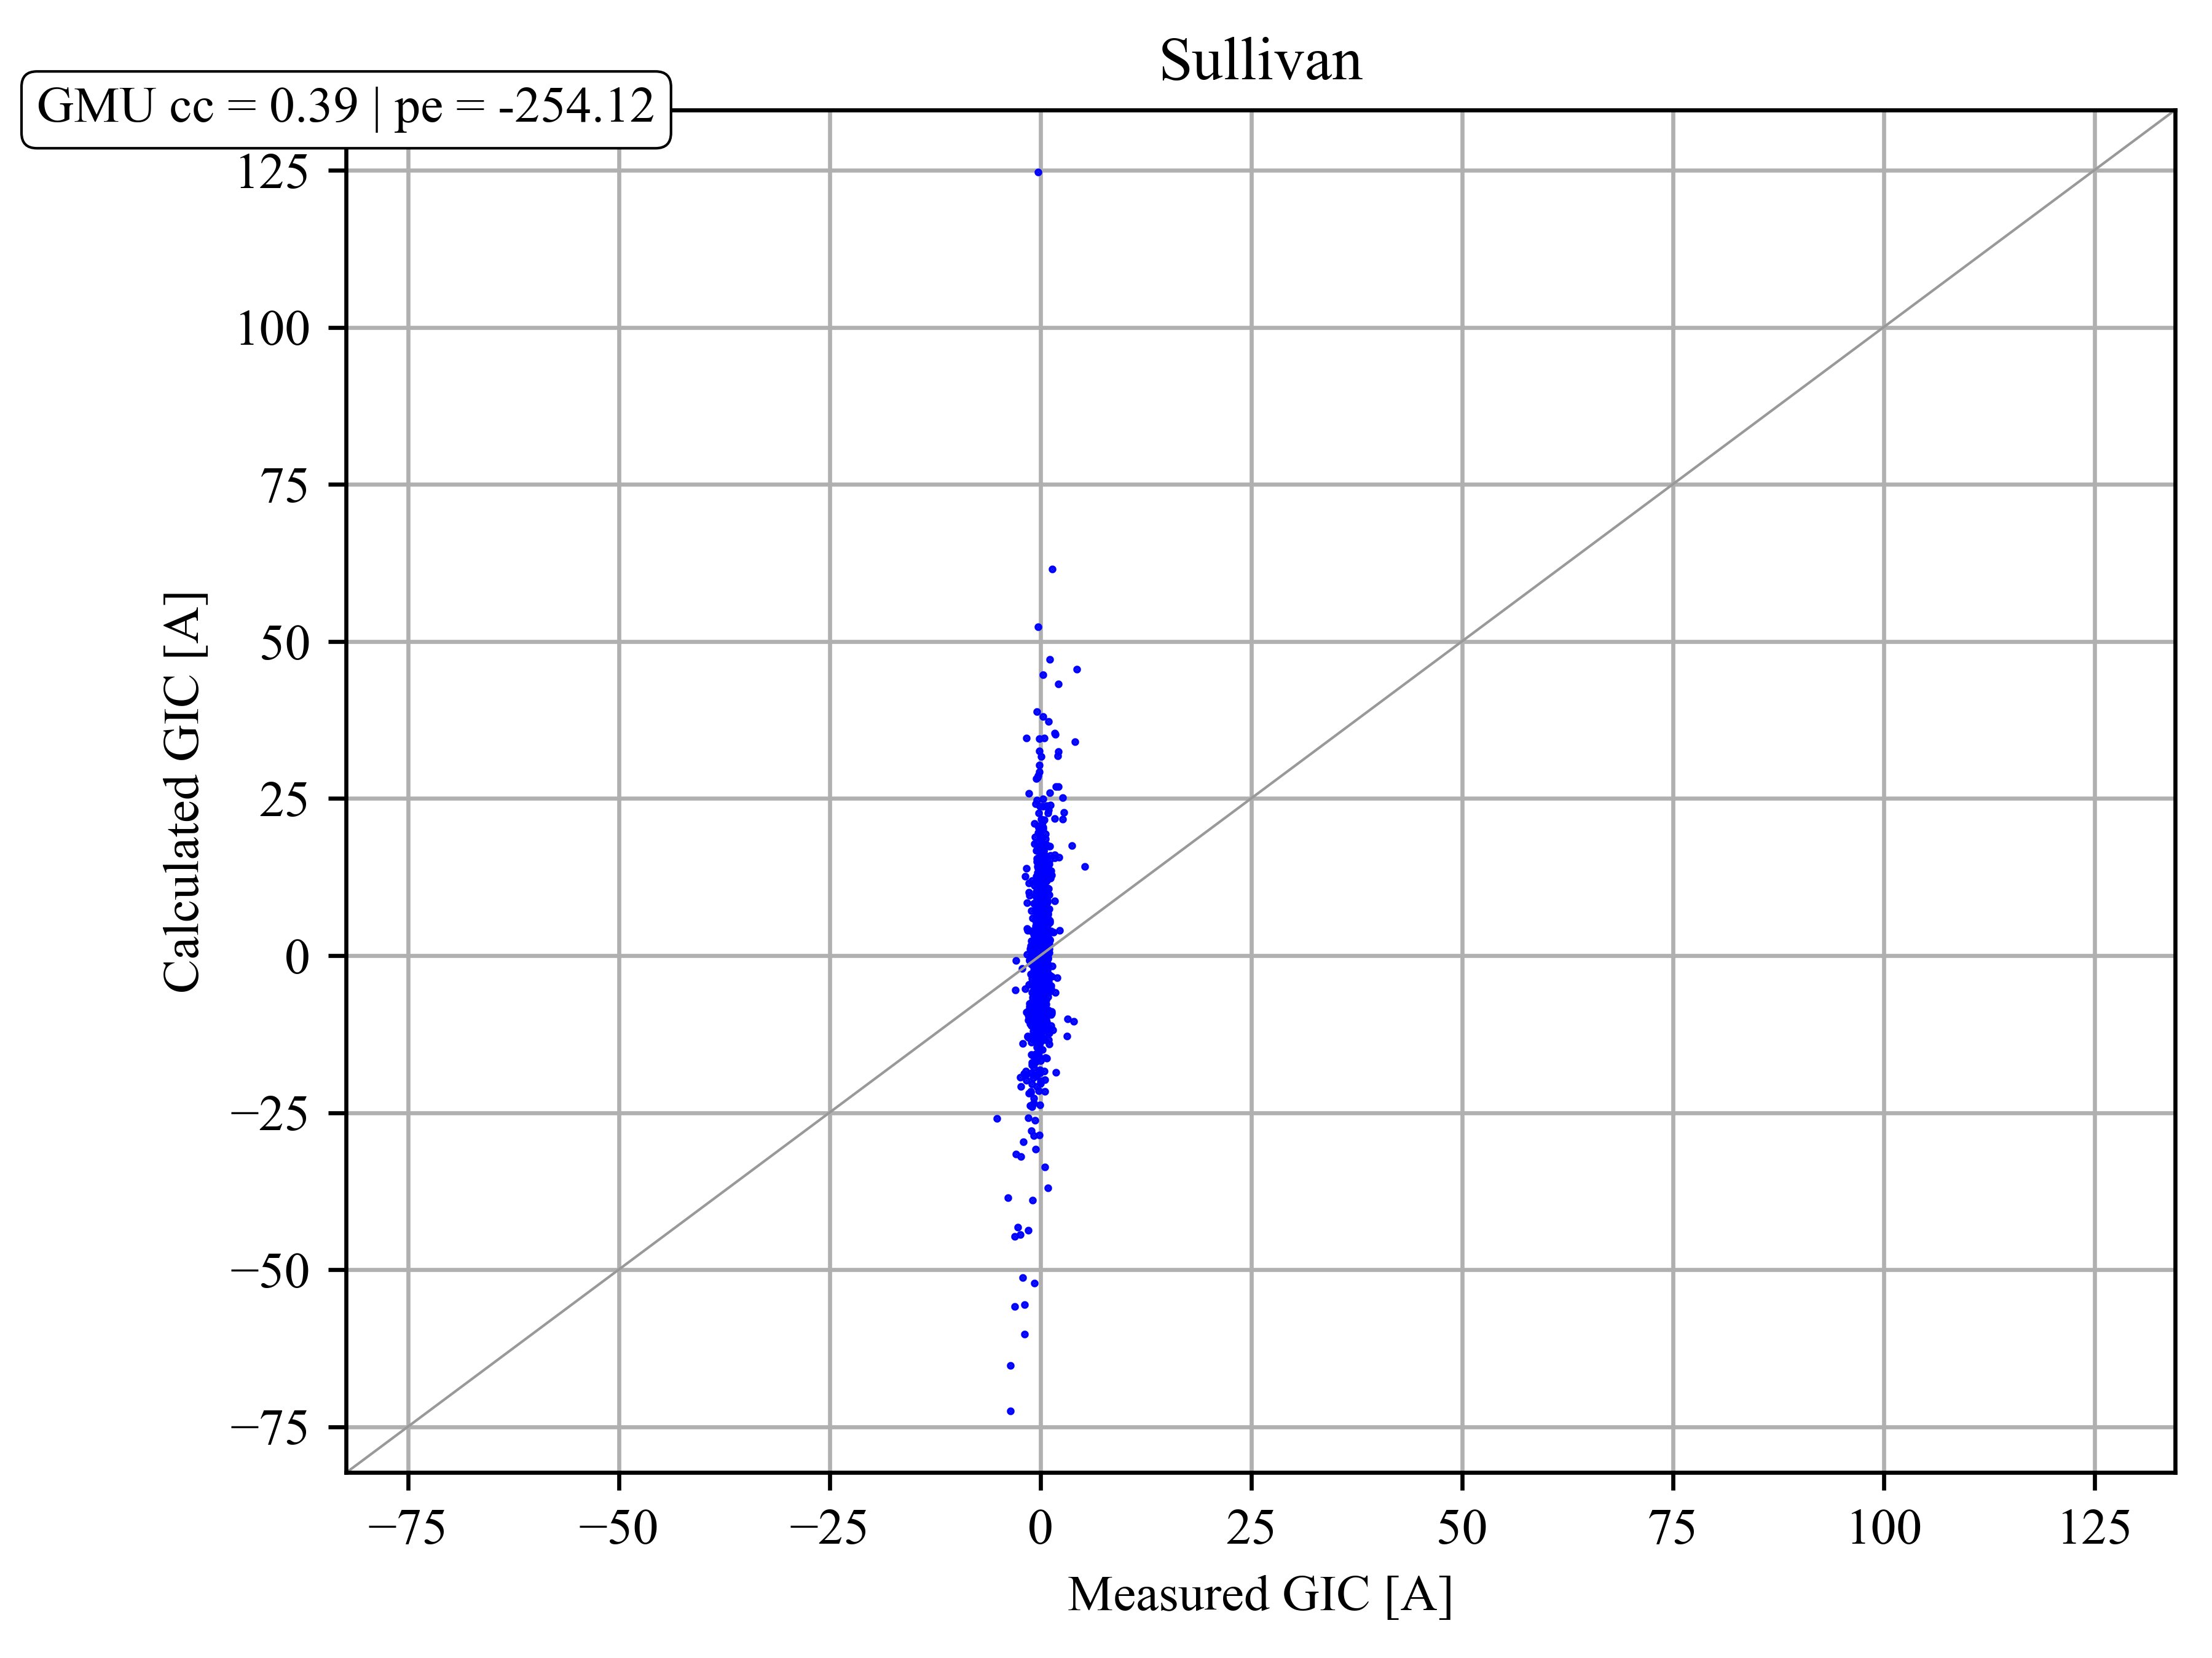 Sullivan
GMU cc = 0.39 | pe = -254.12
125
100
75
50
25
0
−25
−50
−75
Calculated GIC [A]
−75 −50 −25 0 25 50 75 100 125
Measured GIC [A]